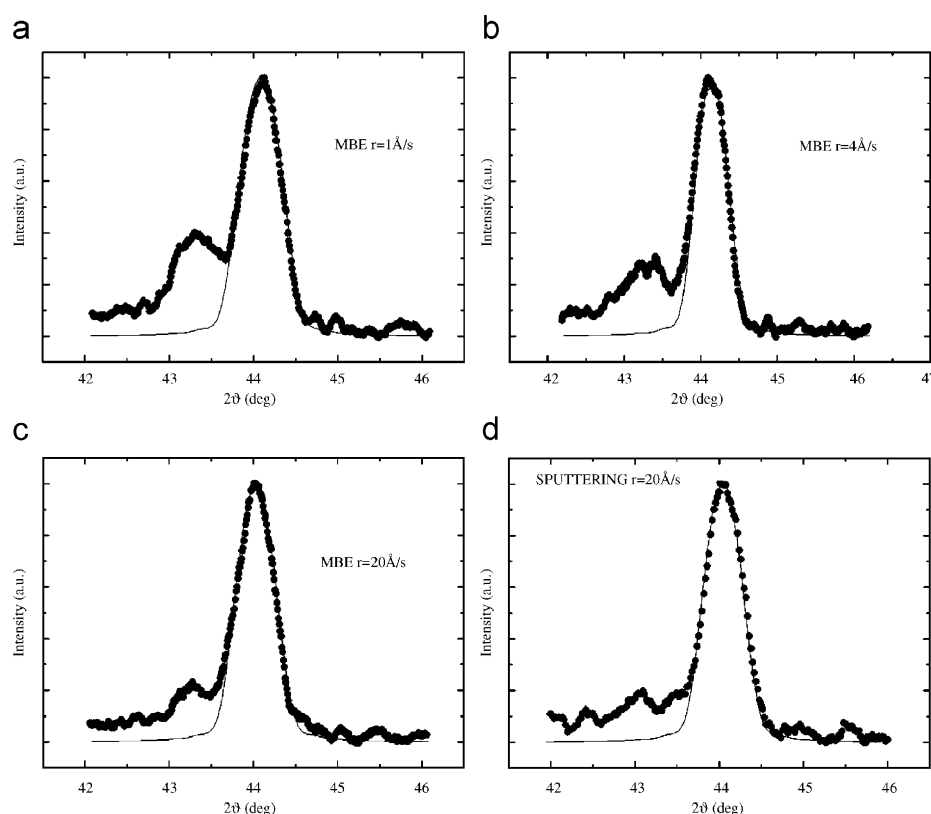 a
b
Intensity (a.u.)
MBE r=1Å/s
42 43 44 45 46
2ϑ (deg)
Intensity (a.u.)
MBE r=4Å/s
42 43 44 45 46
2ϑ (deg)
c
d
Intensity (a.u.)
MBE r=20Å/s
42 43 44 45 46
2ϑ (deg)
SPUTTERING r=20Å/s
Intensity (a.u.)
42 43 44 45 46
2ϑ (deg)